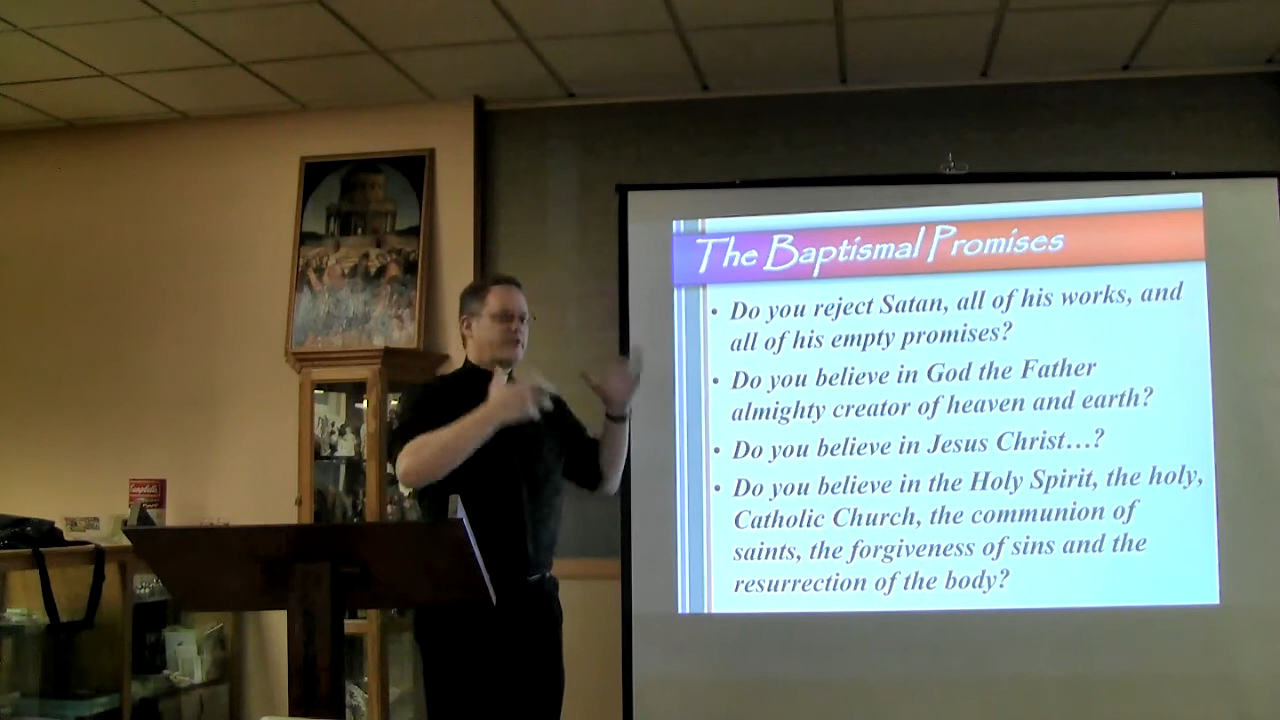 The Baptismal Promises
• Do you reject Satan, all of his works, and
all of his empty promises?
• Do you believe in God the Father
almighty creator of heaven and earth?
• Do you believe in Jesus Christ…?
• Do you believe in the Holy Spirit, the holy,
Catholic Church, the communion of
saints, the forgiveness of sins and the
resurrection of the body?
Campbell's